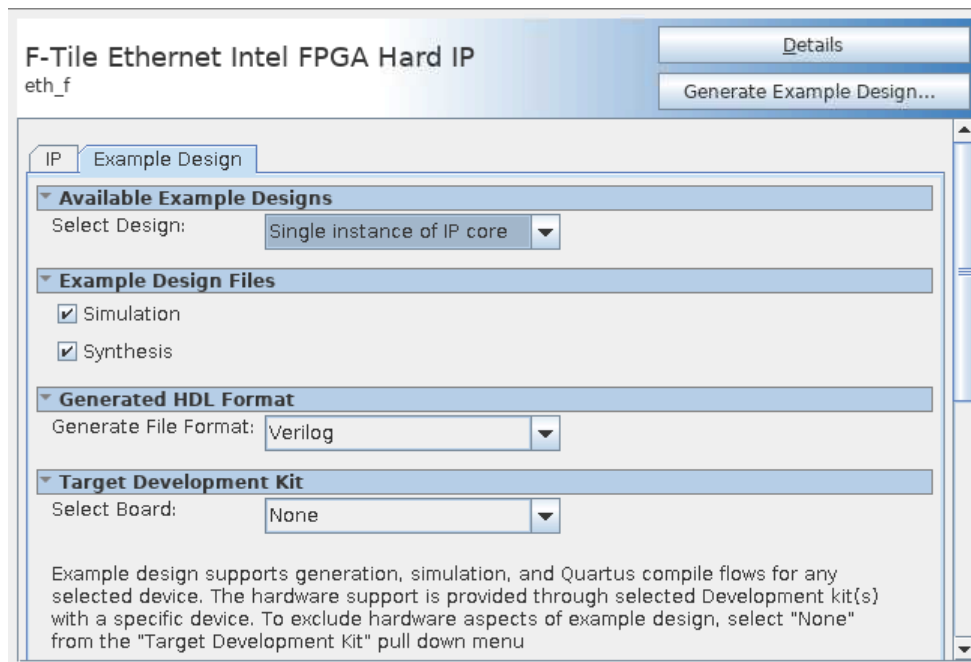 F-Tile Ethernet Intel FPGA Hard IP
eth_f
Details
Generate Example Design...
IP
Example Design
Available Example Designs
Select Design:
Single instance of IP core
Example Design Files
Simulation
Synthesis
Generated HDL Format
Generate File Format:
Verilog
Target Development Kit
Select Board:
None
Example design supports generation, simulation, and Quartus compile flows for any
selected device. The hardware support is provided through selected Development kit(s)
with a specific device. To exclude hardware aspects of example design, select "None"
from the "Target Development Kit" pull down menu